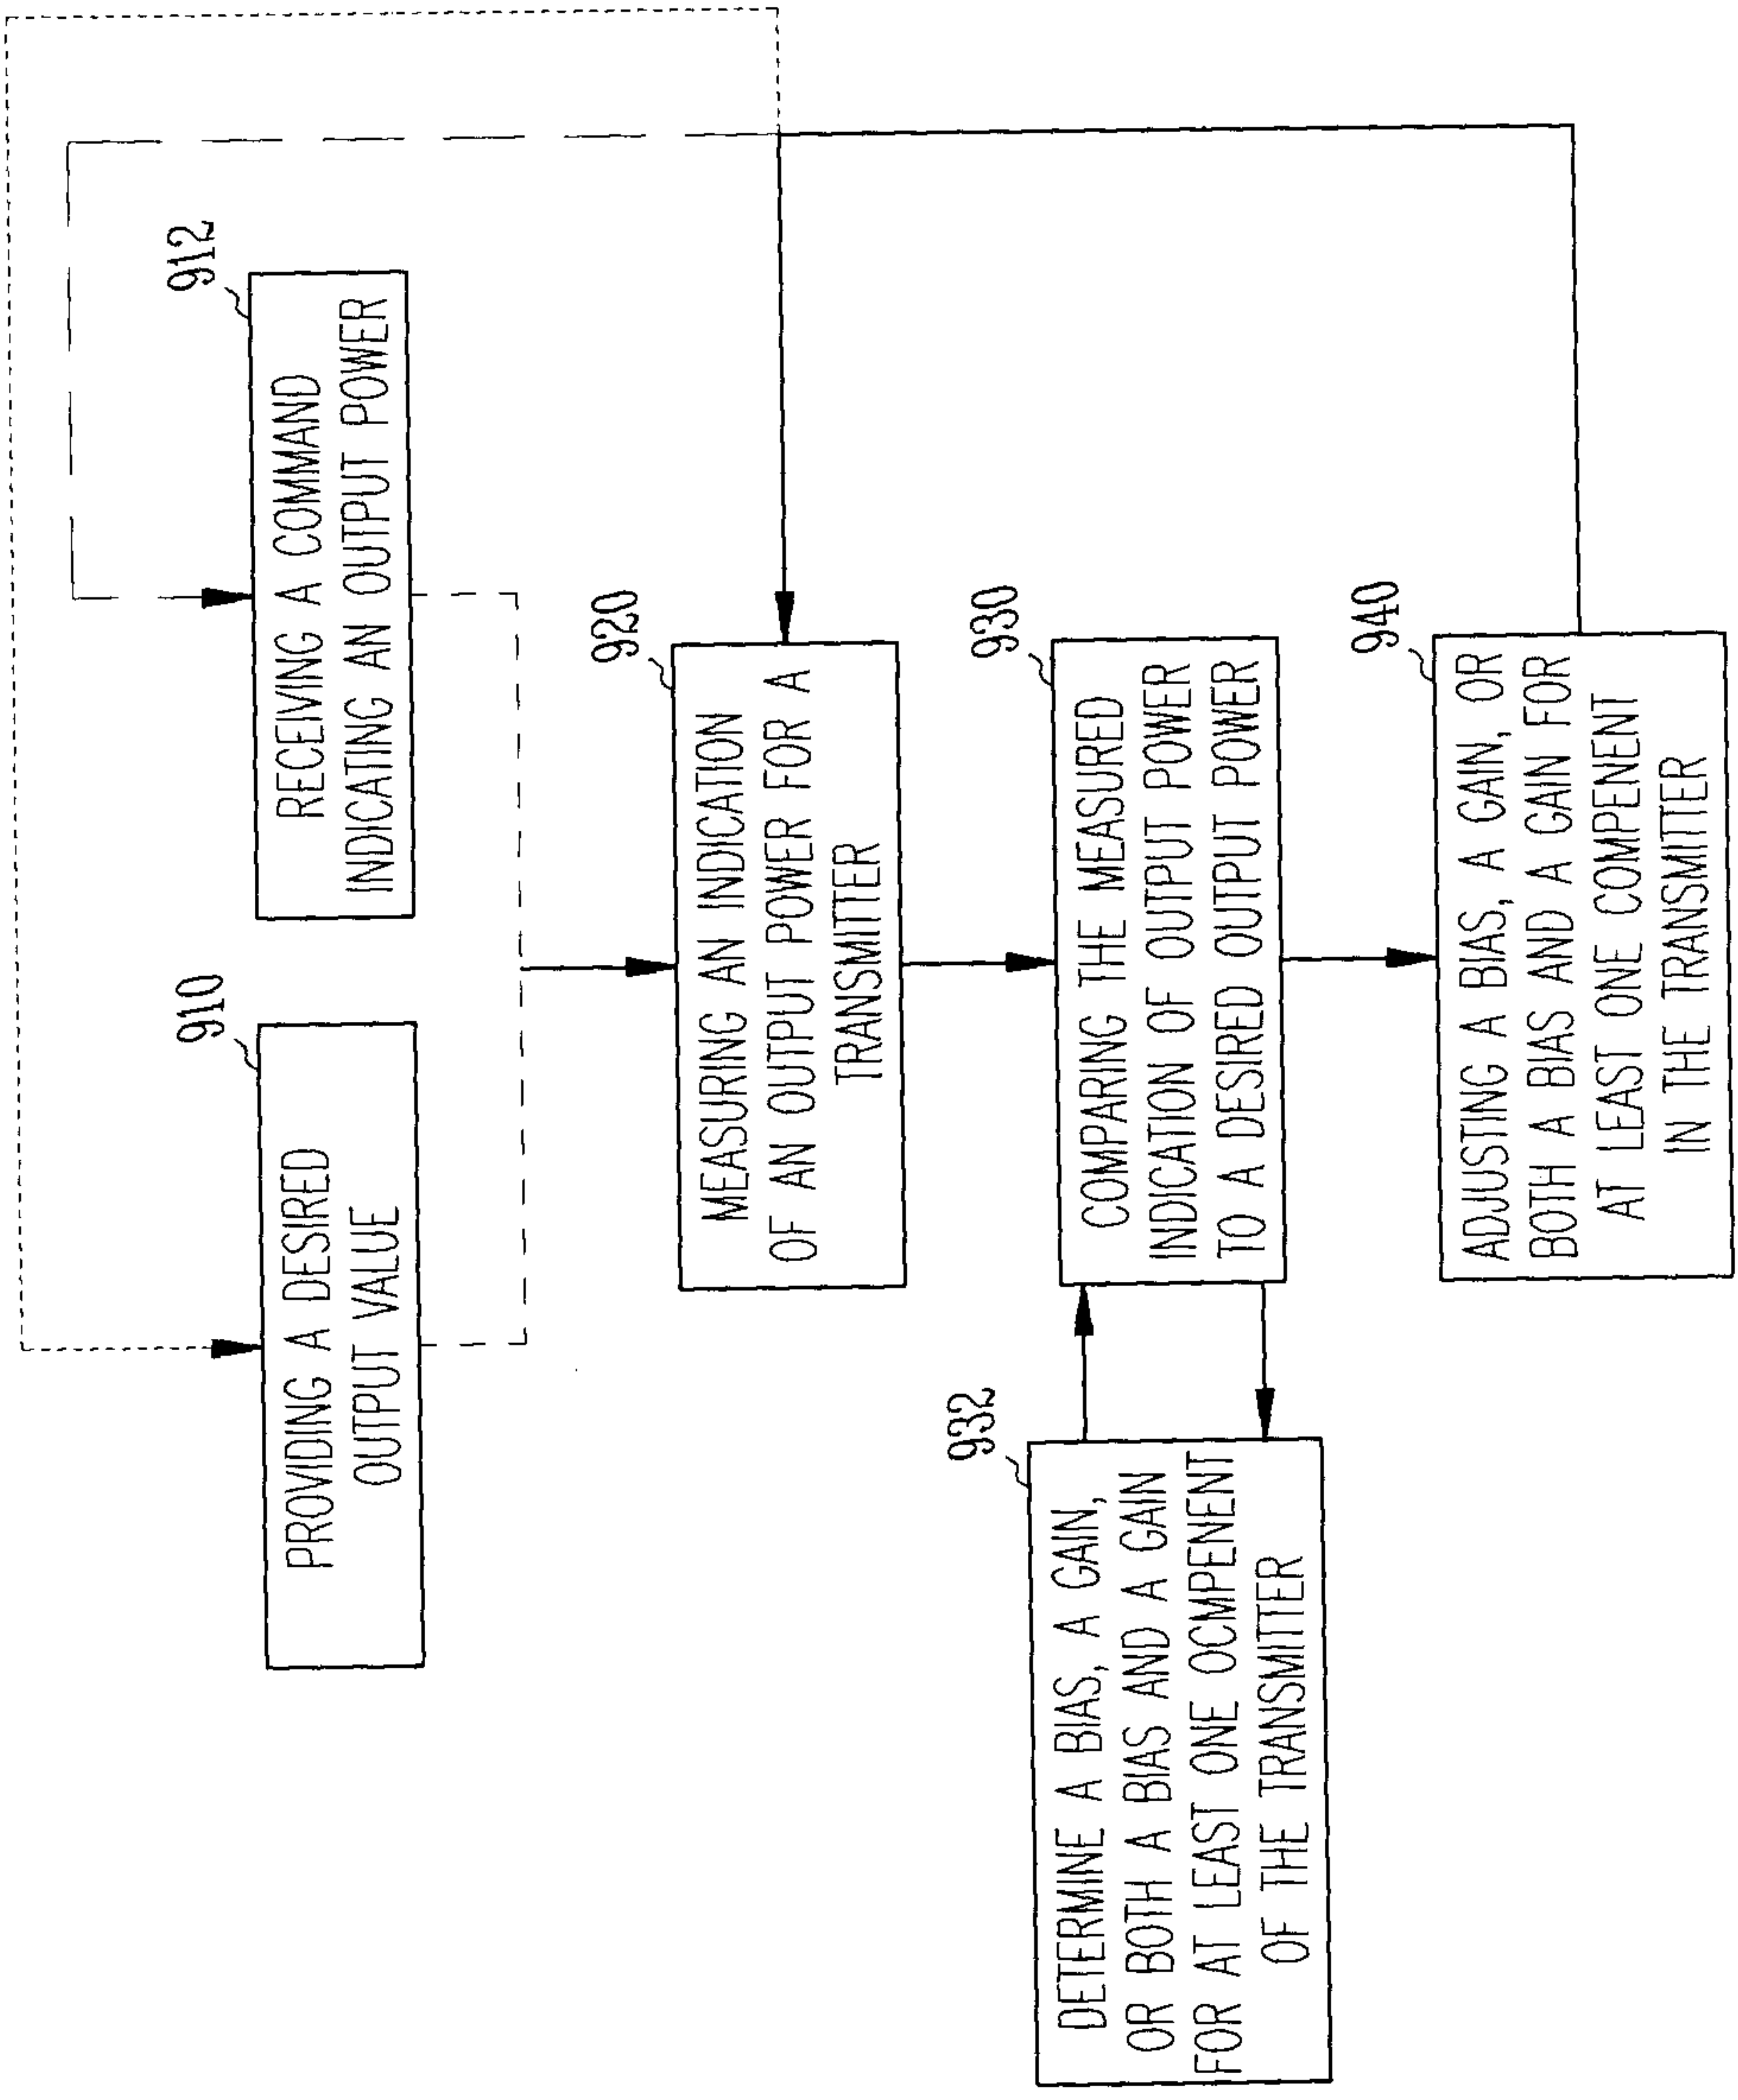 910
PROVIDING A DESIRED
OUTPUT VALUE
912
RECEIVING A COMMAND
INDICATING AN OUTPUT POWER
920
MEASURING AN INDICATION
OF AN OUTPUT POWER FOR A
TRANSMITTER
930
COMPARING THE MEASURED
INDICATION OF OUTPUT POWER
TO A DESIRED OUTPUT POWER
932
DETERMINE A BIAS, A GAIN,
OR BOTH A BIAS AND A GAIN
FOR AT LEAST ONE OCMPENENT
OF THE TRANSMITTER
940
ADJUSTING A BIAS, A GAIN, OR
BOTH A BIAS AND A GAIN FOR
AT LEAST ONE COMPENENT
IN THE TRANSMITTER